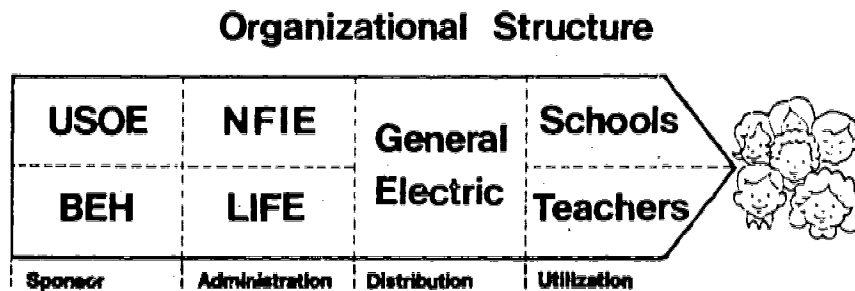 Organizational Structure
USOE NFIE General Electric Schools
BEH LIFE Teachers
Sponsor Administration Distribution Utilization